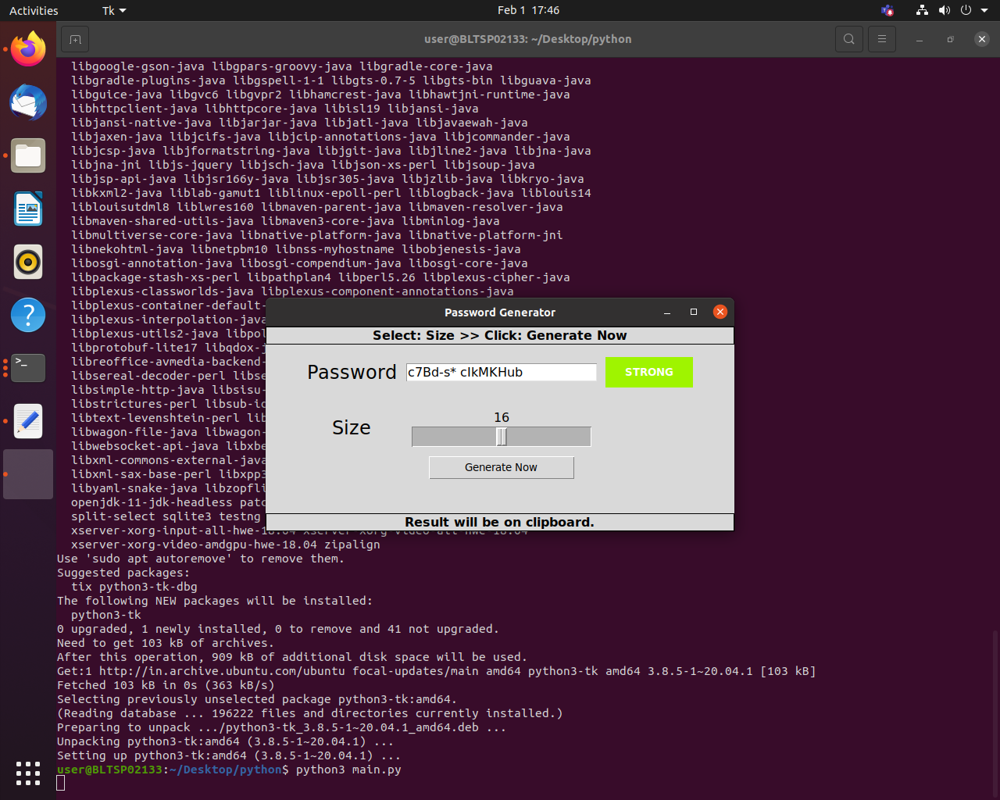 Activities
Tk
Feb 1 17:46
user@BLTSP02133: ~/Desktop/python
libgoogle-gson-java libgpars-groovy-java libgradle-core-java
libgradle-plugins-java libgspell-1-1 libgts-0.7-5 libgts-bin libguava-java
libguice-java libgvc6 libgvpr2 libhamcrest-java libhawtjni-runtime-java
libhttpclient-java libhttpcore-java libisl19 libjansi-java
libjansi-native-java libjarjar-java libjatl-java libjavaewah-java
libjaxen-java libjcifs-java libjcip-annotations-java libjcommander-java
libjcsp-java libjformatstring-java libjgit-java libjline2-java libjna-java
libjna-jni libjs-jquery libjsch-java libjson-xs-perl libjsoup-java
libjsp-api-java libjsr166y-java libjsr305-java libjzlib-java libkryo-java
libkxml2-java liblab-gamut1 liblinux-epoll-perl liblogback-java liblouis14
liblouisutdml8 liblwres160 libmaven-parent-java libmaven-resolver-java
libmaven-shared-utils-java libmaven3-core-java libminlog-java
libmultiverse-core-java libnative-platform-java libnative-platform-jni
libnekohtml-java libnetpbm10 libnss-myhostname libobjenesis-java
libosgi-annotation-java libosgi-compendium-java libosgi-core-java
libpackage-stash-xs-perl libpathplan4 libperl5.26 libplexus-cipher-java
libplexus-classworlds-java libplexus-component-annotations-java
libplexus-container-default-
libplexus-interpolation-java
libplexus-utils2-java libpol
libprotobuf-lite17 libqdox-j
libreoffice-avmedia-backend-
libsereal-decoder-perl libse
libsimple-http-java libsisu-
libstrictures-perl libsub-id
libtext-levenshtein-perl lib
libwagon-file-java libwagon-
libwebsocket-api-java libxbe
libxml-commons-external-java
libxml-sax-base-perl libxpp3
libyaml-snake-java libzopfli
openjdk-11-jdk-headless patc
split-select sqlite3 testng
xserver-xorg-input-all-hwe-18.04 xserver-xorg-video-all-hwe-18.04
xserver-xorg-video-amdgpu-hwe-18.04 zipalign
Password Generator
Select: Size >> Click: Generate Now
Password
c7Bd-s* cIkMKHub
STRONG
16
Size
Generate Now
Result will be on clipboard.
Use 'sudo apt autoremove' to remove them.
Suggested packages:
tix python3-tk-dbg
The following NEW packages will be installed:
python3-tk
0 upgraded, 1 newly installed, 0 to remove and 41 not upgraded.
Need to get 103 kB of archives.
After this operation, 909 kB of additional disk space will be used.
Get:1 http://in.archive.ubuntu.com/ubuntu focal-updates/main amd64 python3-tk amd64 3.8.5-1~20.04.1 [103 kB]
Fetched 103 kB in 0s (363 kB/s)
Selecting previously unselected package python3-tk:amd64.
(Reading database ... 196222 files and directories currently installed.)
Preparing to unpack .../python3-tk_3.8.5-1~20.04.1_amd64.deb ...
Unpacking python3-tk:amd64 (3.8.5-1~20.04.1) ...
Setting up python3-tk:amd64 (3.8.5-1~20.04.1) ...
user@BLTSP02133:~/Desktop/python$ python3 main.py